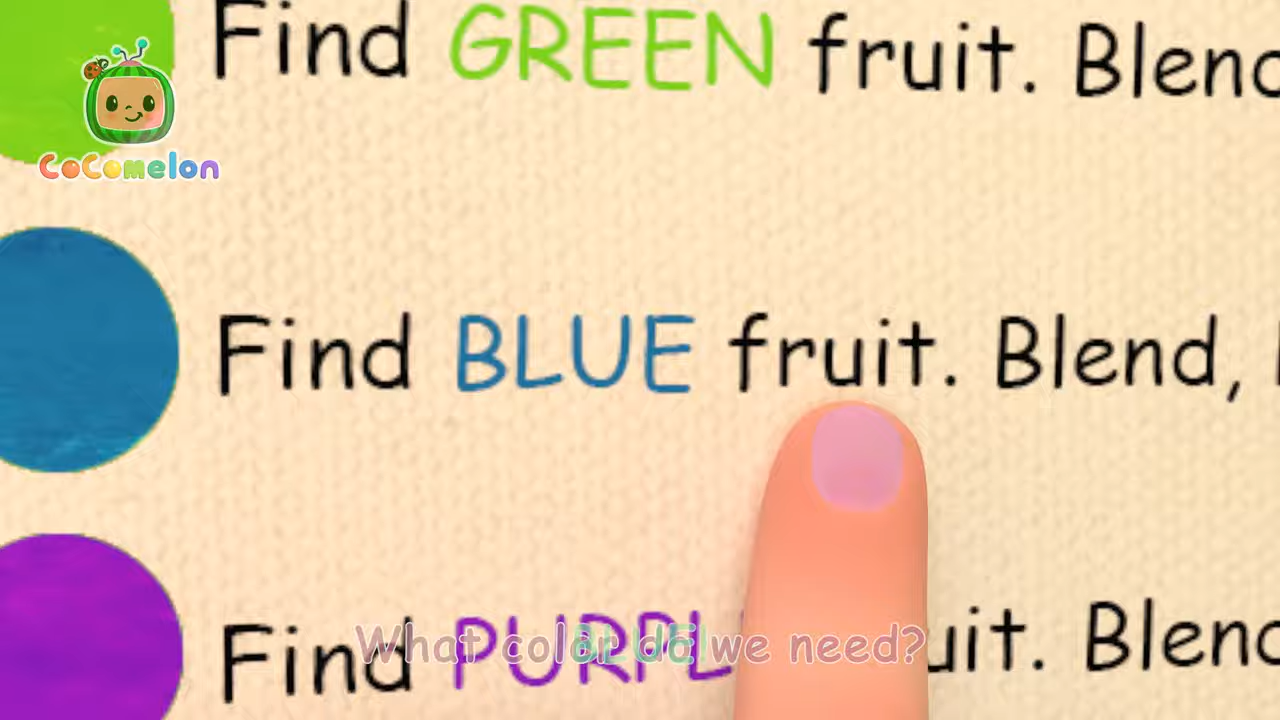 Find GREEN fruit. Blend
CoComelon
Find BLUE fruit. Blend,
Find PURPL uit. Blend
What color do we need?